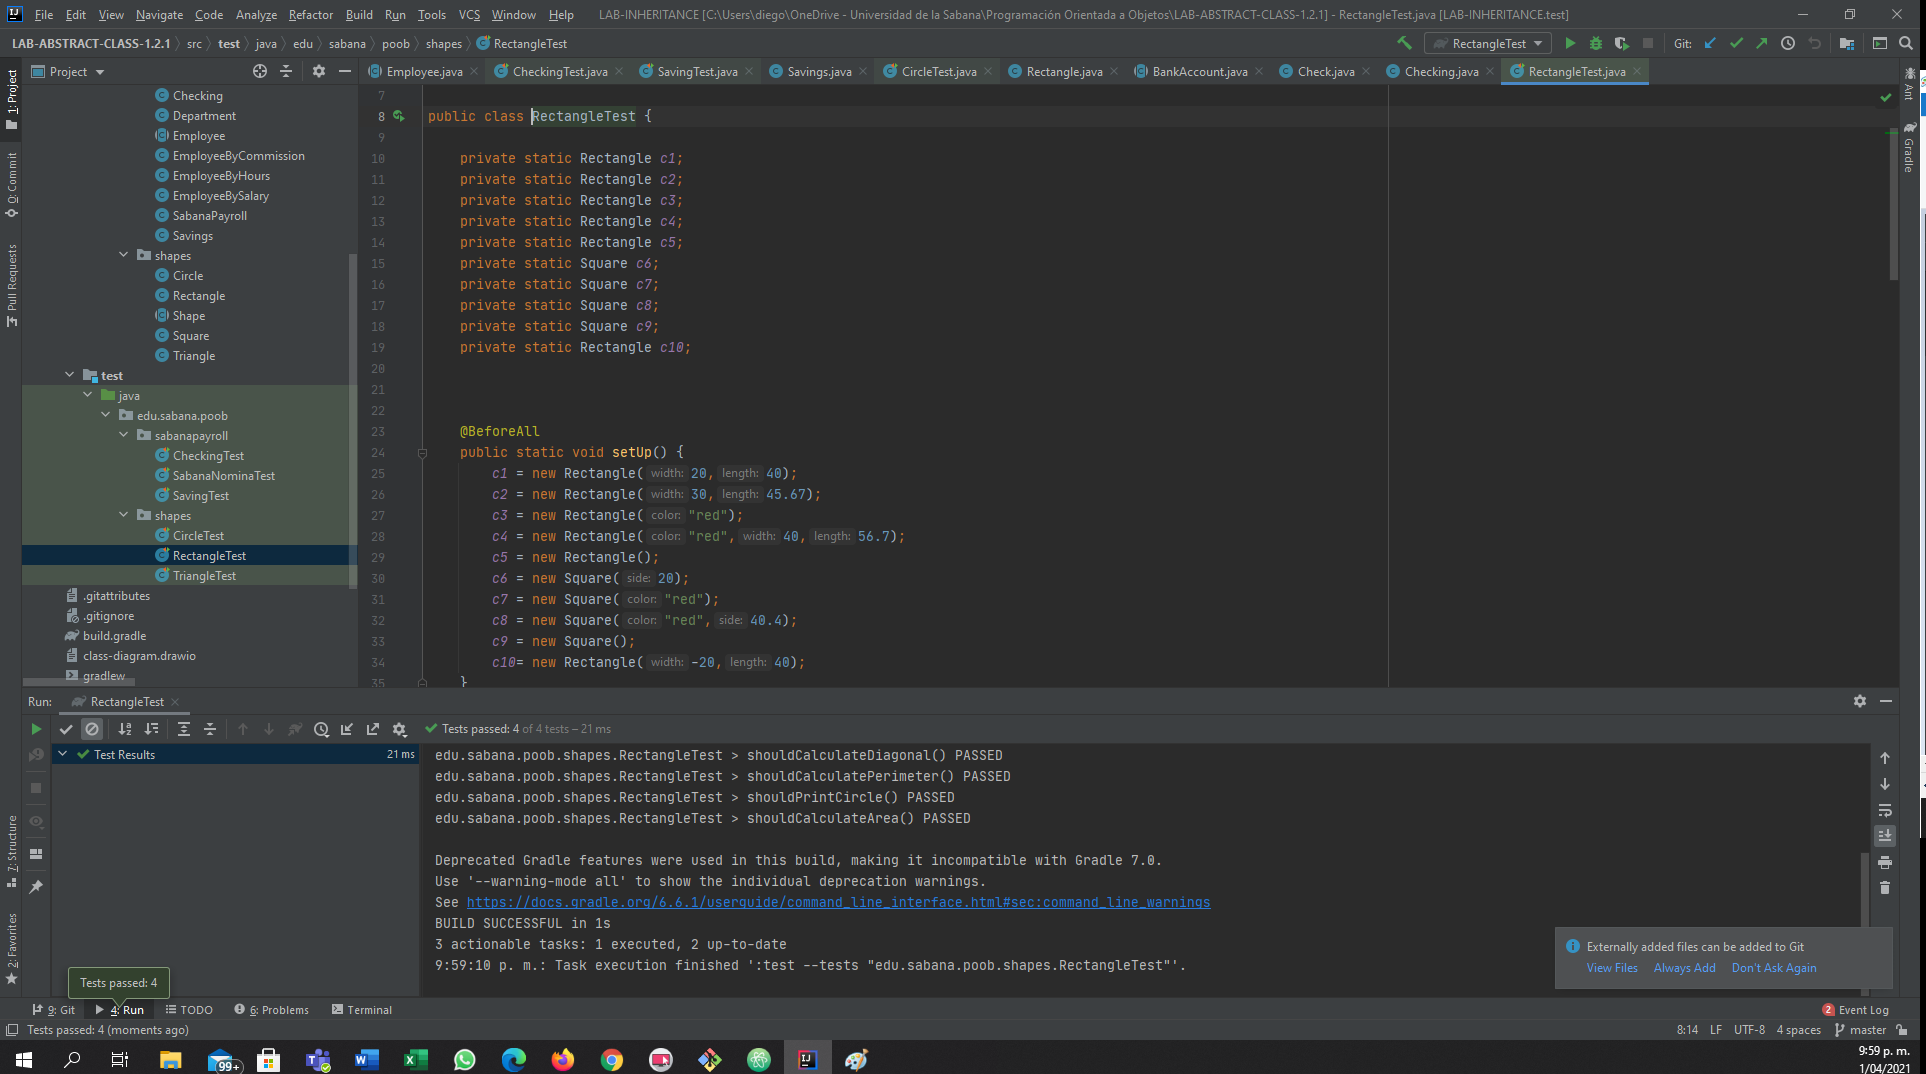 File Edit View Navigate Code Analyze Refactor Build Run Tools VCS Window Help LAB-INHERITANCE [C:\Users\diego\OneDrive - Universidad de la Sabana\Programación Orientada a Objetos\LAB-ABSTRACT-CLASS-1.2.1] - RectangleTest.java [LAB-INHERITANCE.test]
LAB-ABSTRACT-CLASS-1.2.1 src test java edu sabana poob shapes RectangleTest RectangleTest Git:
Project Employee.java CheckingTest.java SavingTest.java Savings.java CircleTest.java Rectangle.java BankAccount.java Check.java Checking.java RectangleTest.java
1: Project
0: Commit
Pull Requests
7: Structure
2: Favorites
Ant
Gradle
Checking
Department
Employee
EmployeeByCommission
EmployeeByHours
EmployeeBySalary
SabanaPayroll
Savings
shapes
Circle
Rectangle
Shape
Square
Triangle
test
java
edu.sabana.poob
sabanapayroll
CheckingTest
SabanaNominaTest
SavingTest
shapes
CircleTest
RectangleTest
TriangleTest
.gitattributes
.gitignore
build.gradle
class-diagram.drawio
gradlew
7
8 public class RectangleTest {
9
10 private static Rectangle c1;
11 private static Rectangle c2;
12 private static Rectangle c3;
13 private static Rectangle c4;
14 private static Rectangle c5;
15 private static Square c6;
16 private static Square c7;
17 private static Square c8;
18 private static Square c9;
19 private static Rectangle c10;
20
21
22
23 @BeforeAll
24 public static void setUp() {
25 c1 = new Rectangle( width: 20, length: 40);
26 c2 = new Rectangle( width: 30, length: 45.67);
27 c3 = new Rectangle( color: "red");
28 c4 = new Rectangle( color: "red", width: 40, length: 56.7);
29 c5 = new Rectangle();
30 c6 = new Square( side: 20);
31 c7 = new Square( color: "red");
32 c8 = new Square( color: "red", side: 40.4);
33 c9 = new Square();
34 c10= new Rectangle( width: -20, length: 40);
35 }
Run: RectangleTest
Tests passed: 4 of 4 tests – 21 ms
Test Results 21 ms
edu.sabana.poob.shapes.RectangleTest > shouldCalculateDiagonal() PASSED
edu.sabana.poob.shapes.RectangleTest > shouldCalculatePerimeter() PASSED
edu.sabana.poob.shapes.RectangleTest > shouldPrintCircle() PASSED
edu.sabana.poob.shapes.RectangleTest > shouldCalculateArea() PASSED
Deprecated Gradle features were used in this build, making it incompatible with Gradle 7.0.
Use '--warning-mode all' to show the individual deprecation warnings.
See https://docs.gradle.org/6.6.1/userguide/command_line_interface.html#sec:command_line_warnings
BUILD SUCCESSFUL in 1s
3 actionable tasks: 1 executed, 2 up-to-date
9:59:10 p. m.: Task execution finished ':test --tests "edu.sabana.poob.shapes.RectangleTest"'.
Externally added files can be added to Git
View Files Always Add Don't Ask Again
Tests passed: 4
9: Git 4: Run TODO 6: Problems Terminal 2 Event Log
Tests passed: 4 (moments ago) 8:14 LF UTF-8 4 spaces master
99+
9:59 p. m.
1/04/2021